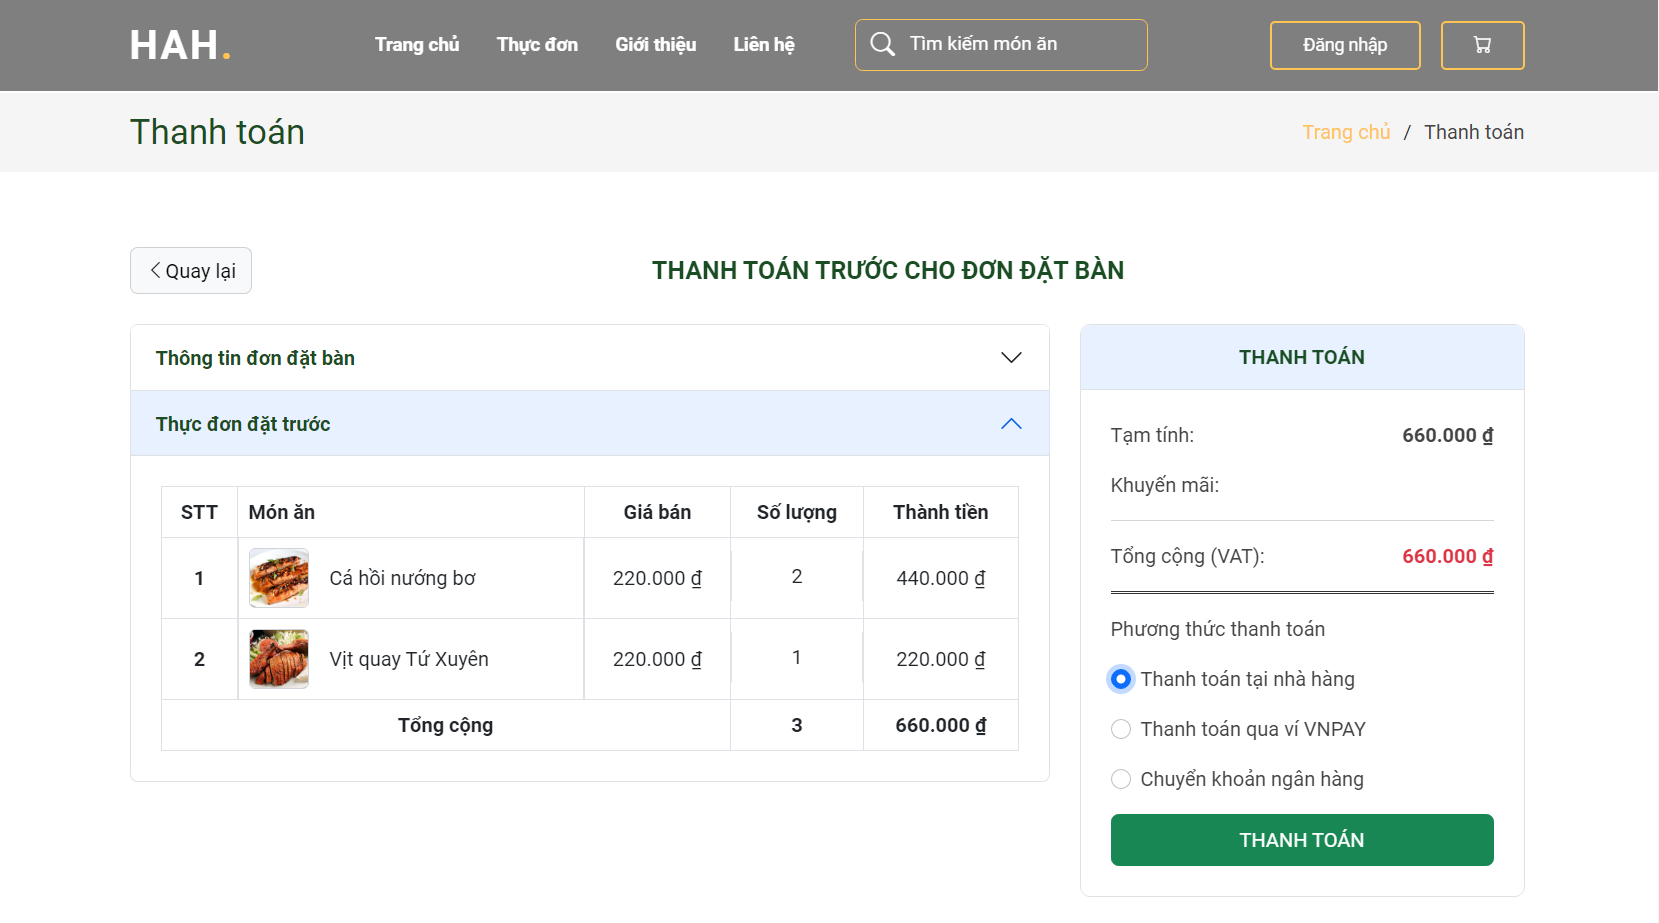 HAH.
Trang chủ Thực đơn Giới thiệu Liên hệ
Tìm kiếm món ăn
Đăng nhập
Thanh toán
Trang chủ / Thanh toán
Quay lại
THANH TOÁN TRƯỚC CHO ĐƠN ĐẶT BÀN
Thông tin đơn đặt bàn
Thực đơn đặt trước
STT Món ăn Giá bán Số lượng Thành tiền
1 Cá hồi nướng bơ 220.000 ₫ 2 440.000 ₫
2 Vịt quay Tứ Xuyên 220.000 ₫ 1 220.000 ₫
Tổng cộng 3 660.000 ₫
THANH TOÁN
Tạm tính: 660.000 ₫
Khuyến mãi:
Tổng cộng (VAT): 660.000 ₫
Phương thức thanh toán
Thanh toán tại nhà hàng
Thanh toán qua ví VNPAY
Chuyển khoản ngân hàng
THANH TOÁN